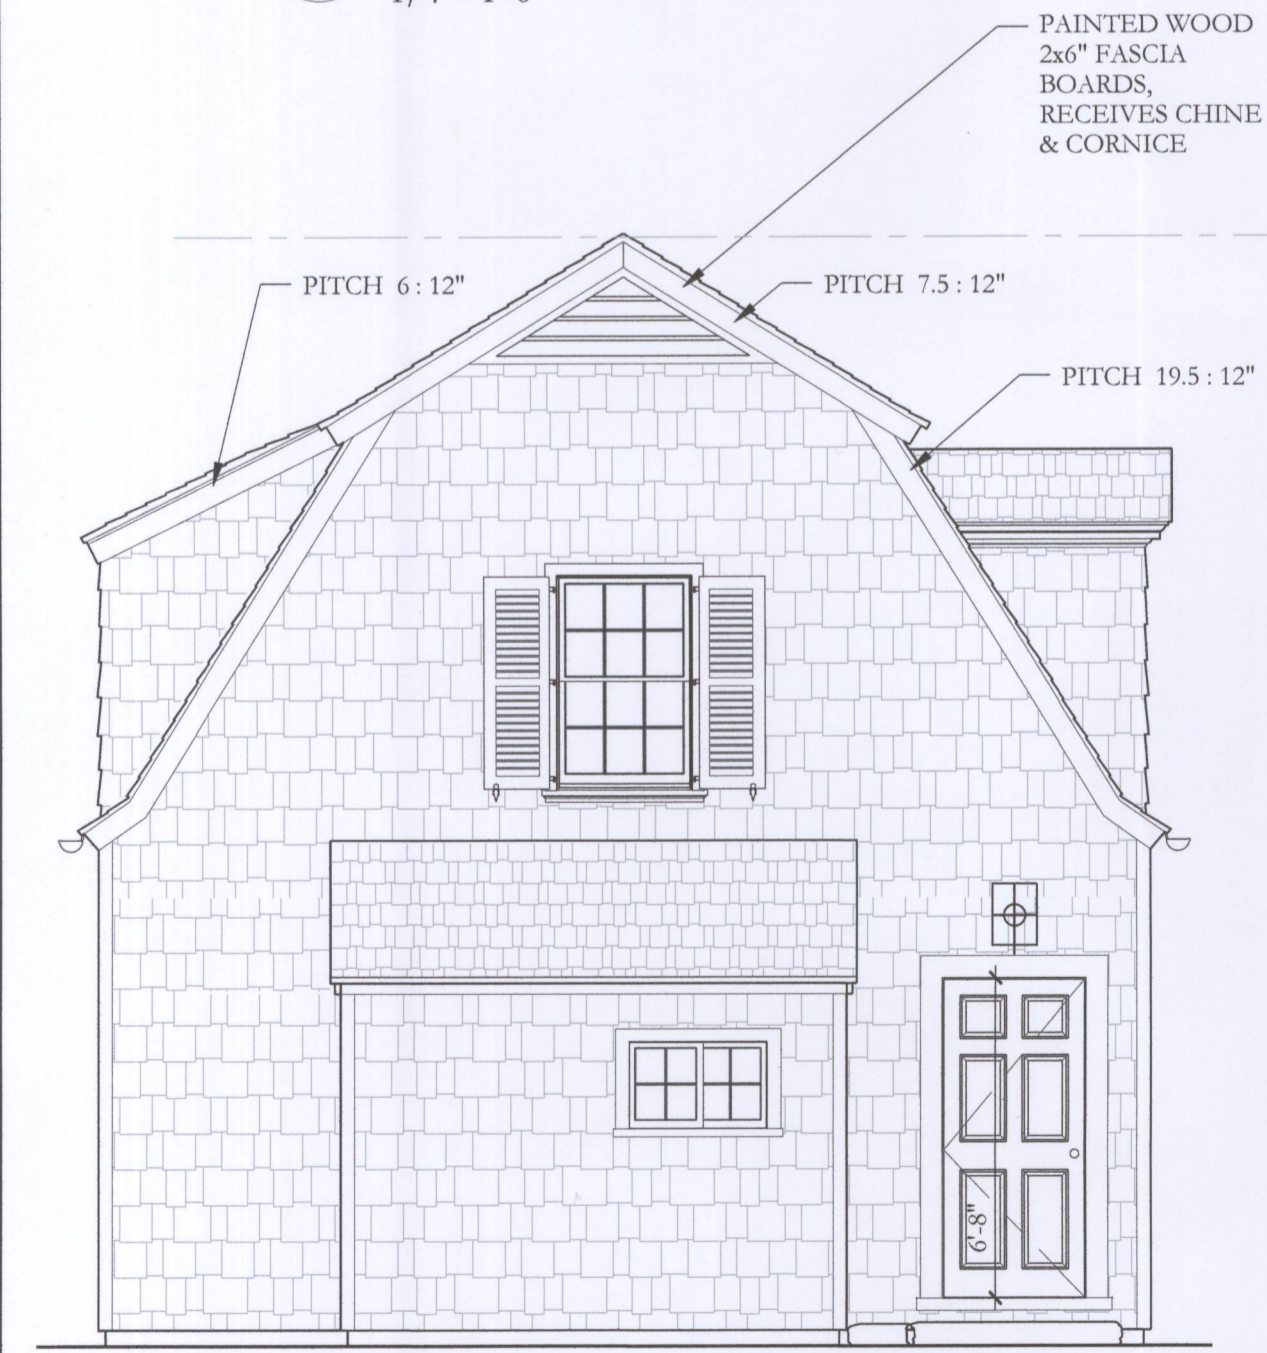 PAINTED WOOD
2x6" FASCIA
BOARDS,
RECEIVES CHINE
& CORNICE
PITCH 6 : 12"
PITCH 7.5 : 12"
PITCH 19.5 : 12"
6'-8"